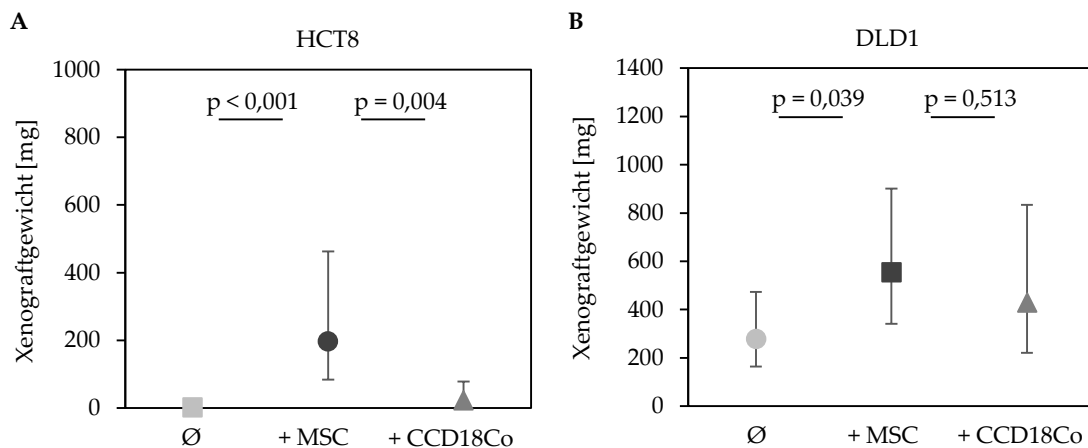 A
HCT8
Xenograftgewicht [mg]
1000
800
600
400
200
0
p < 0,001
p = 0,004
Ø
+ MSC
+ CCD18Co
B
DLD1
Xenograftgewicht [mg]
1400
1200
1000
800
600
400
200
0
p = 0,039
p = 0,513
Ø
+ MSC
+ CCD18Co